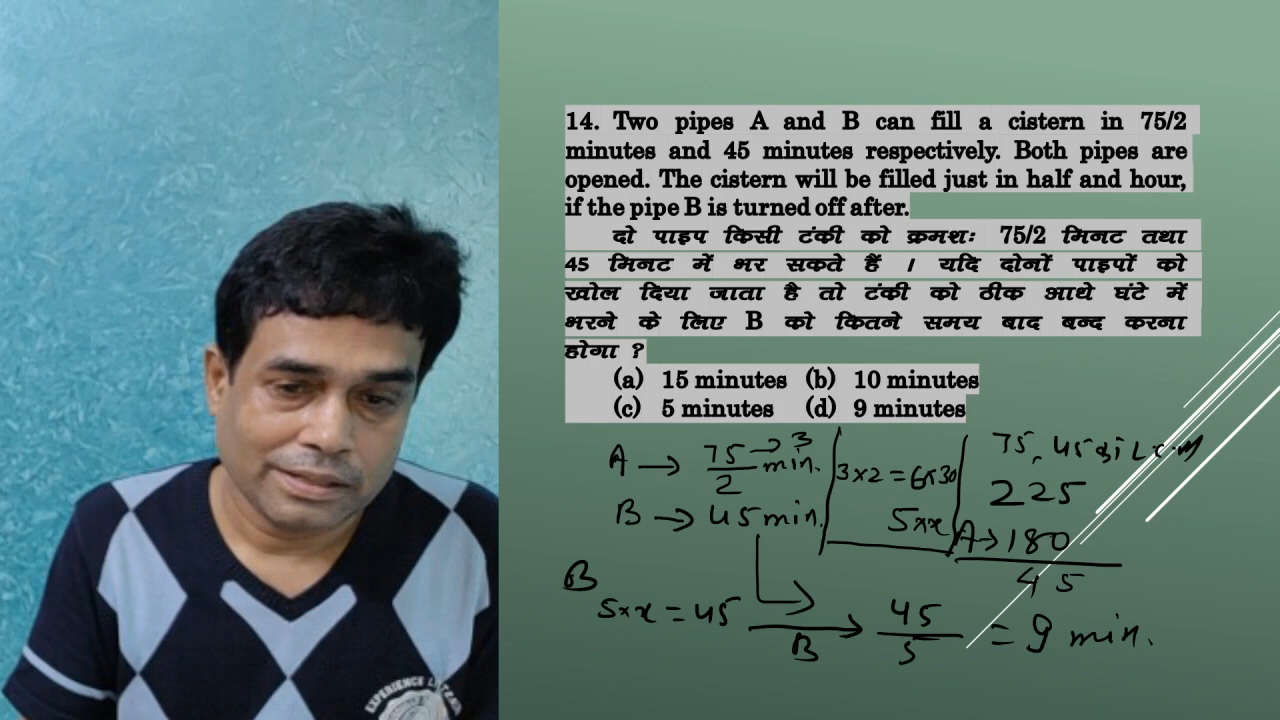 14. Two pipes A and B can fill a cistern in 75/2
minutes and 45 minutes respectively. Both pipes are
opened. The cistern will be filled just in half and hour,
if the pipe B is turned off after.
दो पाइप किसी टंकी को क्रमशः 75/2 मिनट तथा
45 मिनट में भर सकते हैं । यदि दोनों पाइपों को
खोल दिया जाता है तो टंकी को ठीक आधे घंटे में
भरने के लिए B को कितने समय बाद बन्द करना
होगा ?
(a) 15 minutes (b) 10 minutes
(c) 5 minutes (d) 9 minutes
A → 75/2 min. → 3
B → 45 min.
3×2 = 6×30
5×x
75, 45 का L.C.M
225
A → 180
45
B
5×x = 45
B
45/5 = 9 min.
EXPERIENCE